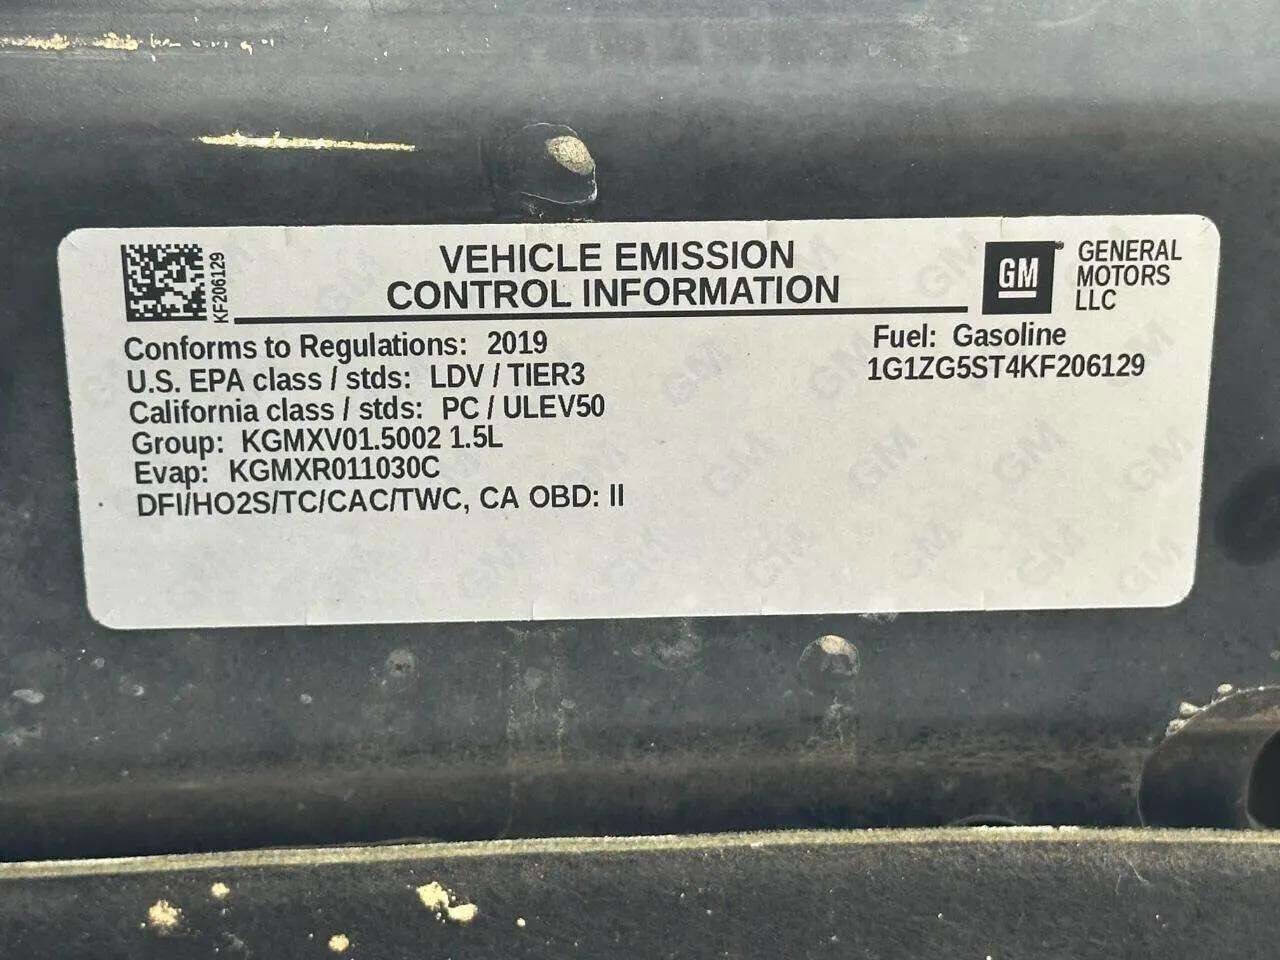 KF206129
VEHICLE EMISSION
CONTROL INFORMATION
GM
GENERAL
MOTORS
LLC
Conforms to Regulations: 2019
U.S. EPA class / stds: LDV / TIER3
California class / stds: PC / ULEV50
Group: KGMXV01.5002 1.5L
Evap: KGMXR011030C
DFI/HO2S/TC/CAC/TWC, CA OBD: II
Fuel: Gasoline
1G1ZG5ST4KF206129